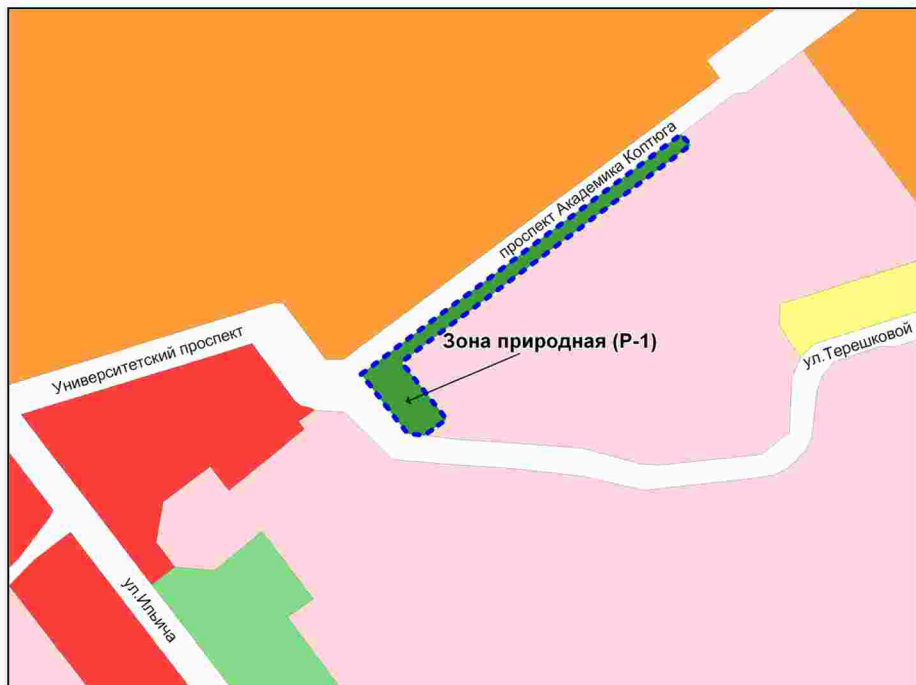 проспект Академика Коптюга
Университетский проспект
Зона природная (Р-1)
ул.Терешковой
ул.Ильича